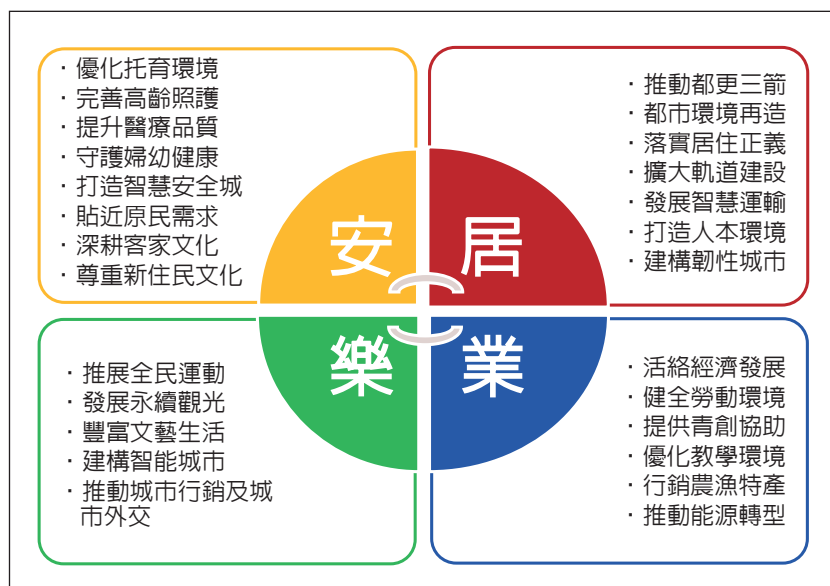 ·優化托育環境
·完善高齡照護
·提升醫療品質
·守護婦幼健康
·打造智慧安全城
·貼近原民需求
·深耕客家文化
·尊重新住民文化
安
·推動都更三箭
·都市環境再造
·落實居住正義
·擴大軌道建設
·發展智慧運輸
·打造人本環境
·建構韌性城市
居
樂
·推展全民運動
·發展永續觀光
·豐富文藝生活
·建構智能城市
·推動城市行銷及城
市外交
業
·活絡經濟發展
·健全勞動環境
·提供青創協助
·優化教學環境
·行銷農漁特產
·推動能源轉型